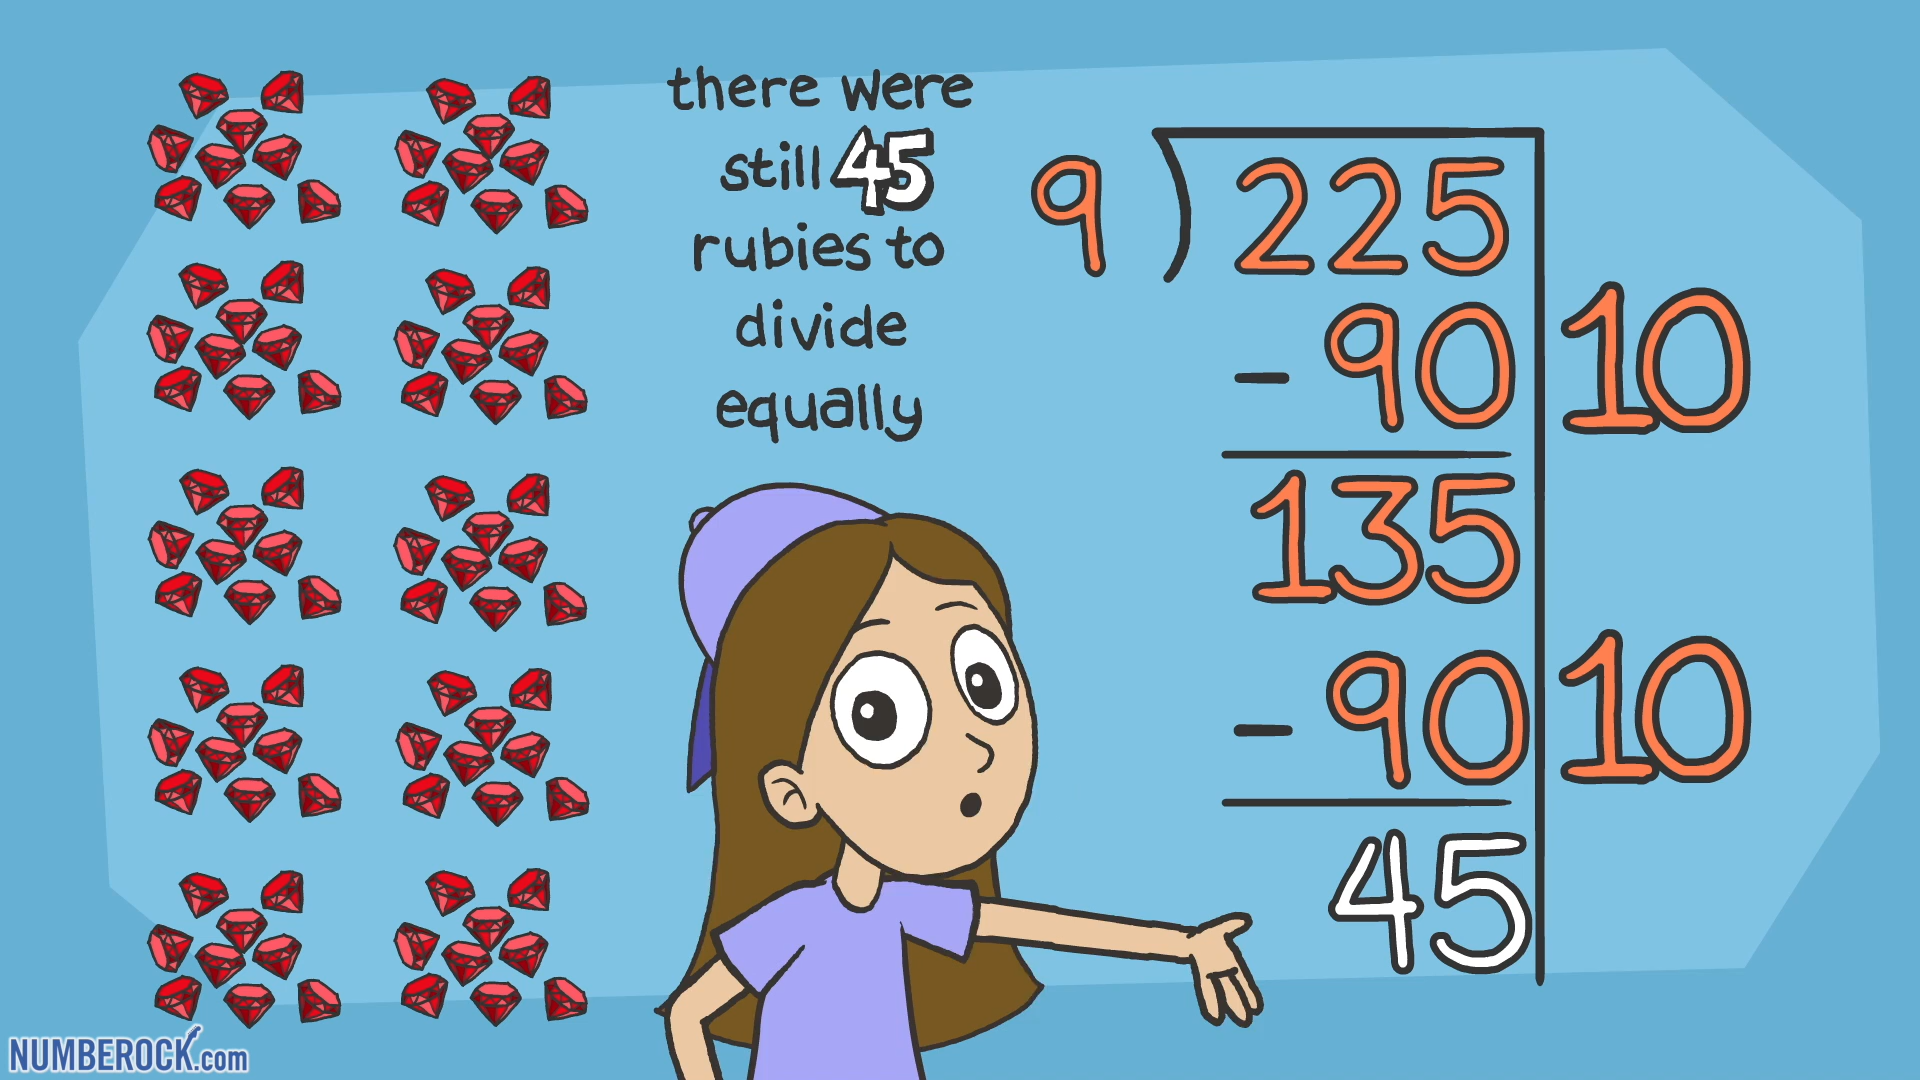 there were
still 45
rubies to
divide
equally
9 ) 225
- 90 10
135
- 90 10
45
NUMBEROCK.com